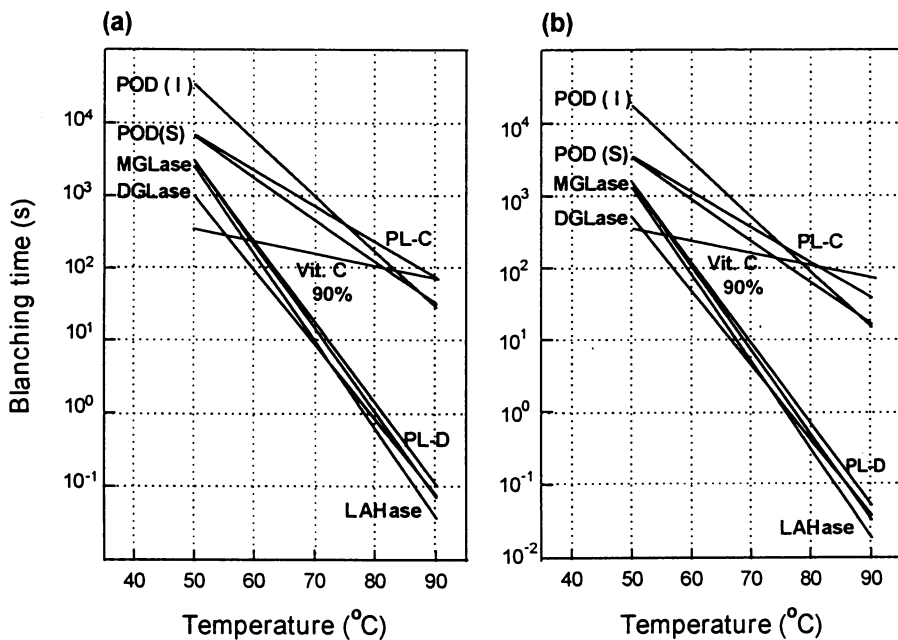 (a)
(b)
Blanching time (s)
10^4
10^3
10^2
10^1
10^0
10^-1
POD ( I )
POD(S)
MGLase
DGLase
PL-C
Vit. C
90%
PL-D
LAHase
40 50 60 70 80 90
Temperature (°C)
10^4
10^3
10^2
10^1
10^0
10^-1
10^-2
POD ( I )
POD (S)
MGLase
DGLase
PL-C
Vit. C
90%
PL-D
LAHase
40 50 60 70 80 90
Temperature (°C)